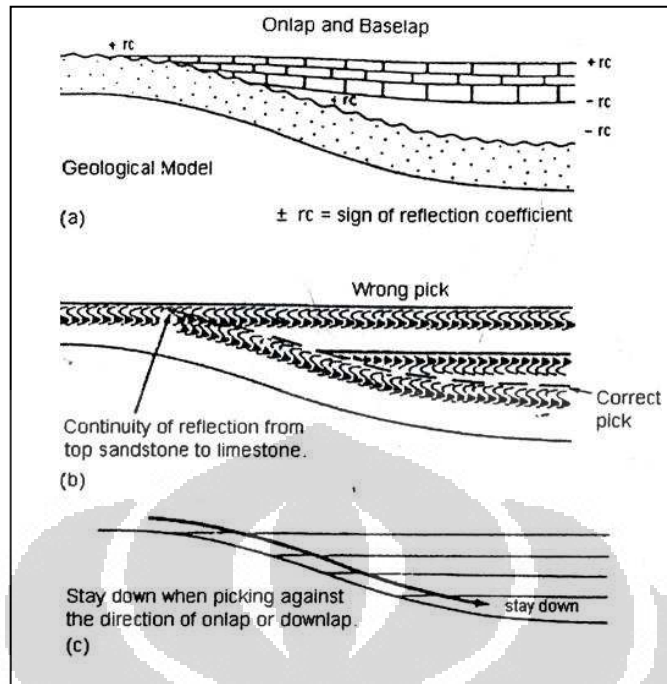 Onlap and Baselap
+ rc
+ rc
+ rc
- rc
- rc
Geological Model
(a)
± rc = sign of reflection coefficient
Wrong pick
Correct
pick
Continuity of reflection from
top sandstone to limestone.
(b)
Stay down when picking against
the direction of onlap or downlap.
stay down
(c)